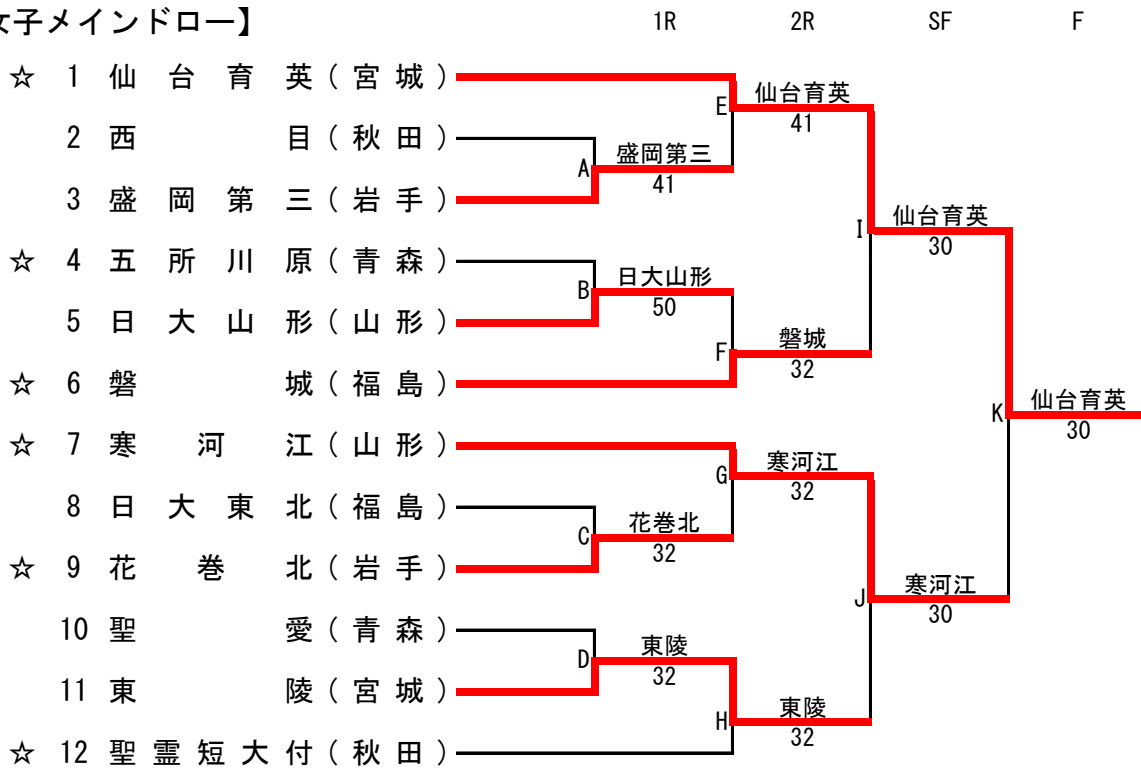 女子メインドロー】 1R 2R SF F
☆ 1 仙台育英(宮城)
E 仙台育英
41
2 西目(秋田)
A 盛岡第三
41
3 盛岡第三(岩手)
I 仙台育英
30
☆ 4 五所川原(青森)
B 日大山形
50
5 日大山形(山形)
F 磐城
32
☆ 6 磐城(福島)
K 仙台育英
30
☆ 7 寒河江(山形)
G 寒河江
32
8 日大東北(福島)
C 花巻北
32
☆ 9 花巻北(岩手)
J 寒河江
30
10 聖愛(青森)
D 東陵
32
11 東陵(宮城)
H 東陵
32
☆ 12 聖霊短大付(秋田)